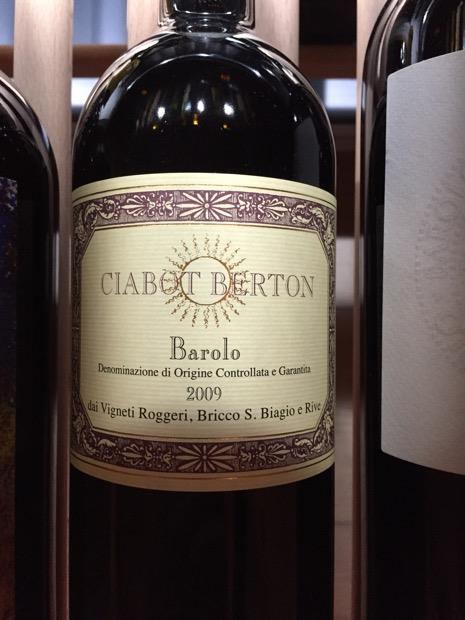 CIABOT BERTON
Barolo
Denominazione di Origine Controllata e Garantita
2009
dai Vigneti Roggeri, Bricco S. Biagio e Rive